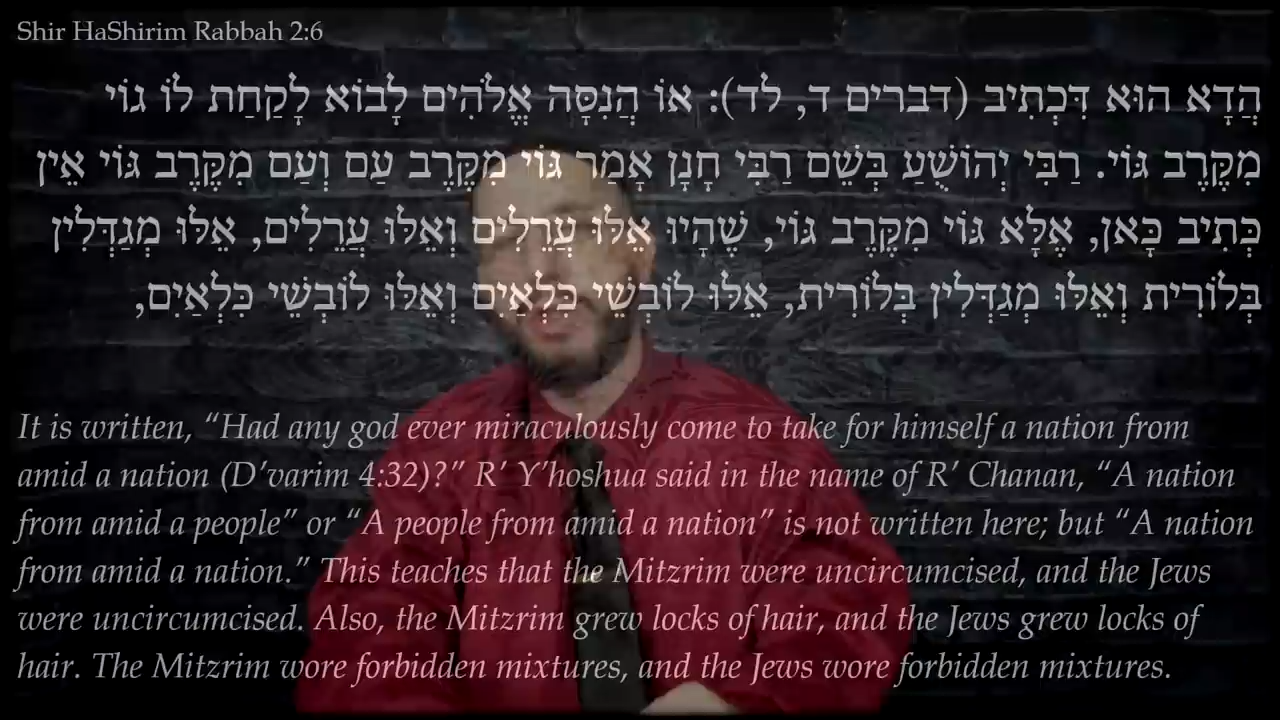 Shir HaShirim Rabbah 2:6
הֲדָא הוּא דִּכְתִיב (דברים ד, לד): אוֹ הֲנִסָּה אֱלֹהִים לָבוֹא לָקַחַת לוֹ גוֹי
מִקֶּרֶב גּוֹי. רַבִּי יְהוֹשֻׁעַ בְּשֵׁם רַבִּי חָנָן אָמַר גּוֹי מִקֶּרֶב עַם וְעַם מִקֶּרֶב גּוֹי אֵין
כְּתִיב כָּאן, אֶלָּא גּוֹי מִקֶּרֶב גּוֹי, שֶׁהָיוּ אֵלּוּ עֲרֵלִים וְאֵלּוּ עֲרֵלִים, אֵלּוּ מְגַדְּלִין
בְּלוֹרִית וְאֵלּוּ מְגַדְּלִין בְּלוֹרִית, אֵלּוּ לוֹבְשֵׁי כִּלְאַיִם וְאֵלּוּ לוֹבְשֵׁי כִּלְאַיִם,
It is written, “Had any god ever miraculously come to take for himself a nation from
amid a nation (D’varim 4:32)?” R’ Y’hoshua said in the name of R’ Chanan, “A nation
from amid a people” or “A people from amid a nation” is not written here; but “A nation
from amid a nation.” This teaches that the Mitzrim were uncircumcised, and the Jews
were uncircumcised. Also, the Mitzrim grew locks of hair, and the Jews grew locks of
hair. The Mitzrim wore forbidden mixtures, and the Jews wore forbidden mixtures.